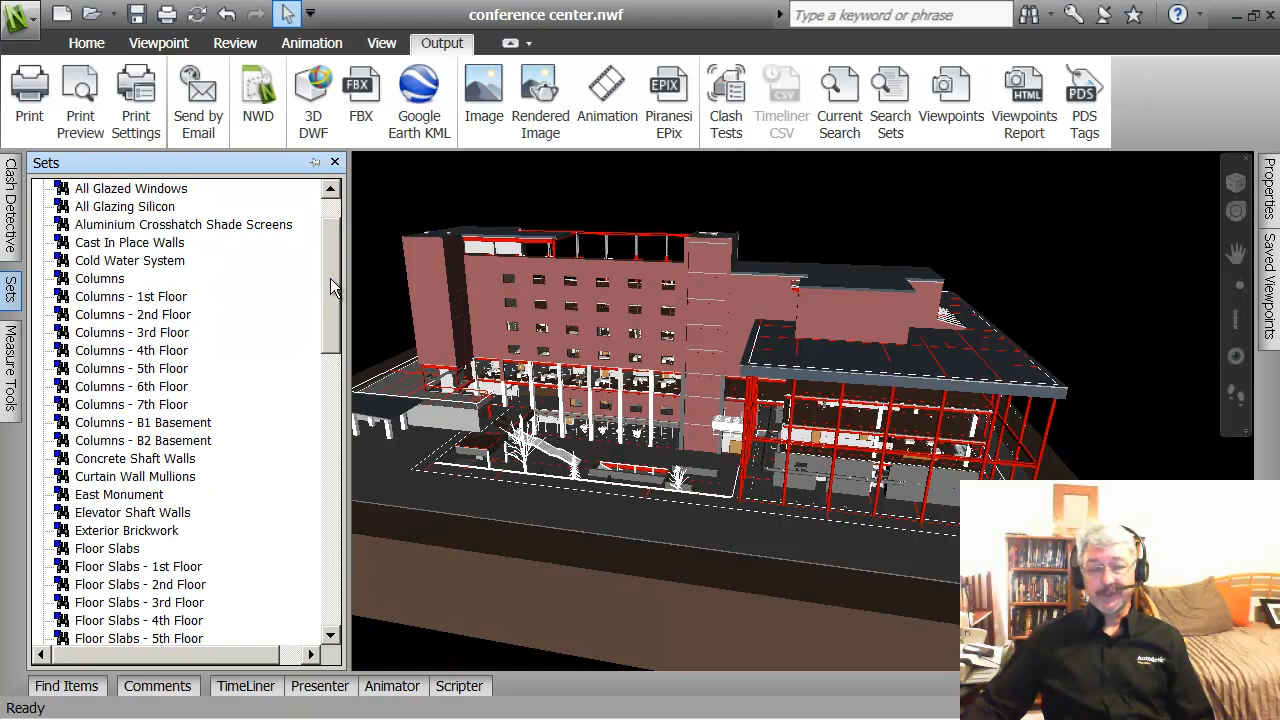 conference center.nwf
Type a keyword or phrase
Home
Viewpoint
Review
Animation
View
Output
Print
Print
Preview
Print
Settings
Send by
Email
NWD
3D
DWF
FBX
FBX
Google
Earth KML
Image
Rendered
Image
Animation
EPIX
Piranesi
EPix
Clash
Tests
CSV
Timeliner
CSV
Current
Search
Search
Sets
Viewpoints
HTML
Viewpoints
Report
PDS
PDS
Tags
Clash Detective
Sets
Measure Tools
Sets
All Glazed Windows
All Glazing Silicon
Aluminium Crosshatch Shade Screens
Cast In Place Walls
Cold Water System
Columns
Columns - 1st Floor
Columns - 2nd Floor
Columns - 3rd Floor
Columns - 4th Floor
Columns - 5th Floor
Columns - 6th Floor
Columns - 7th Floor
Columns - B1 Basement
Columns - B2 Basement
Concrete Shaft Walls
Curtain Wall Mullions
East Monument
Elevator Shaft Walls
Exterior Brickwork
Floor Slabs
Floor Slabs - 1st Floor
Floor Slabs - 2nd Floor
Floor Slabs - 3rd Floor
Floor Slabs - 4th Floor
Floor Slabs - 5th Floor
Properties
Saved Viewpoints
Autodesk
Find Items
Comments
TimeLiner
Presenter
Animator
Scripter
Ready